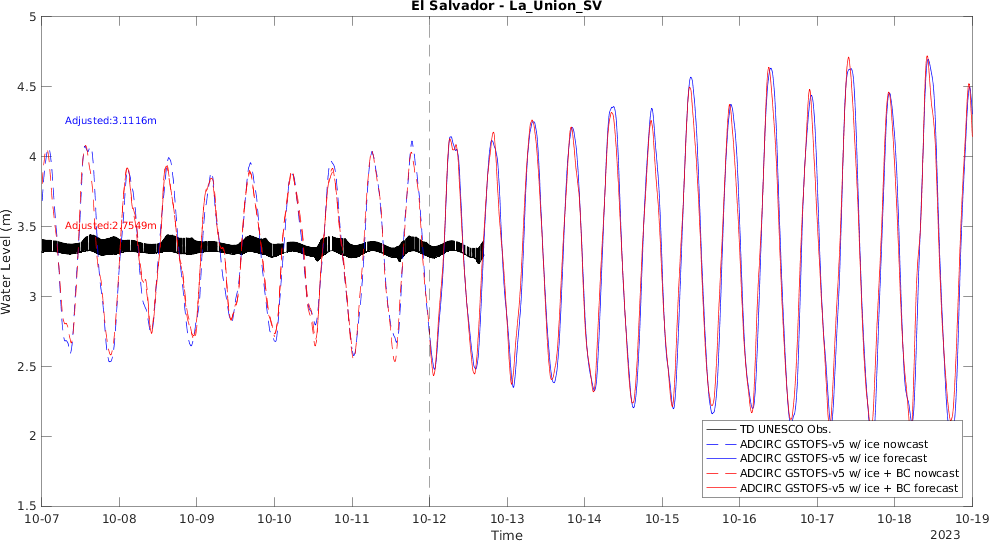 El Salvador - La_Union_SV
5
4.5
4
3.5
3
2.5
2
1.5
Water Level (m)
Adjusted:3.1116m
Adjusted:2.7549m
TD UNESCO Obs.
ADCIRC GSTOFS-v5 w/ ice nowcast
ADCIRC GSTOFS-v5 w/ ice forecast
ADCIRC GSTOFS-v5 w/ ice + BC nowcast
ADCIRC GSTOFS-v5 w/ ice + BC forecast
10-07 10-08 10-09 10-10 10-11 10-12 10-13 10-14 10-15 10-16 10-17 10-18 10-19
Time
2023